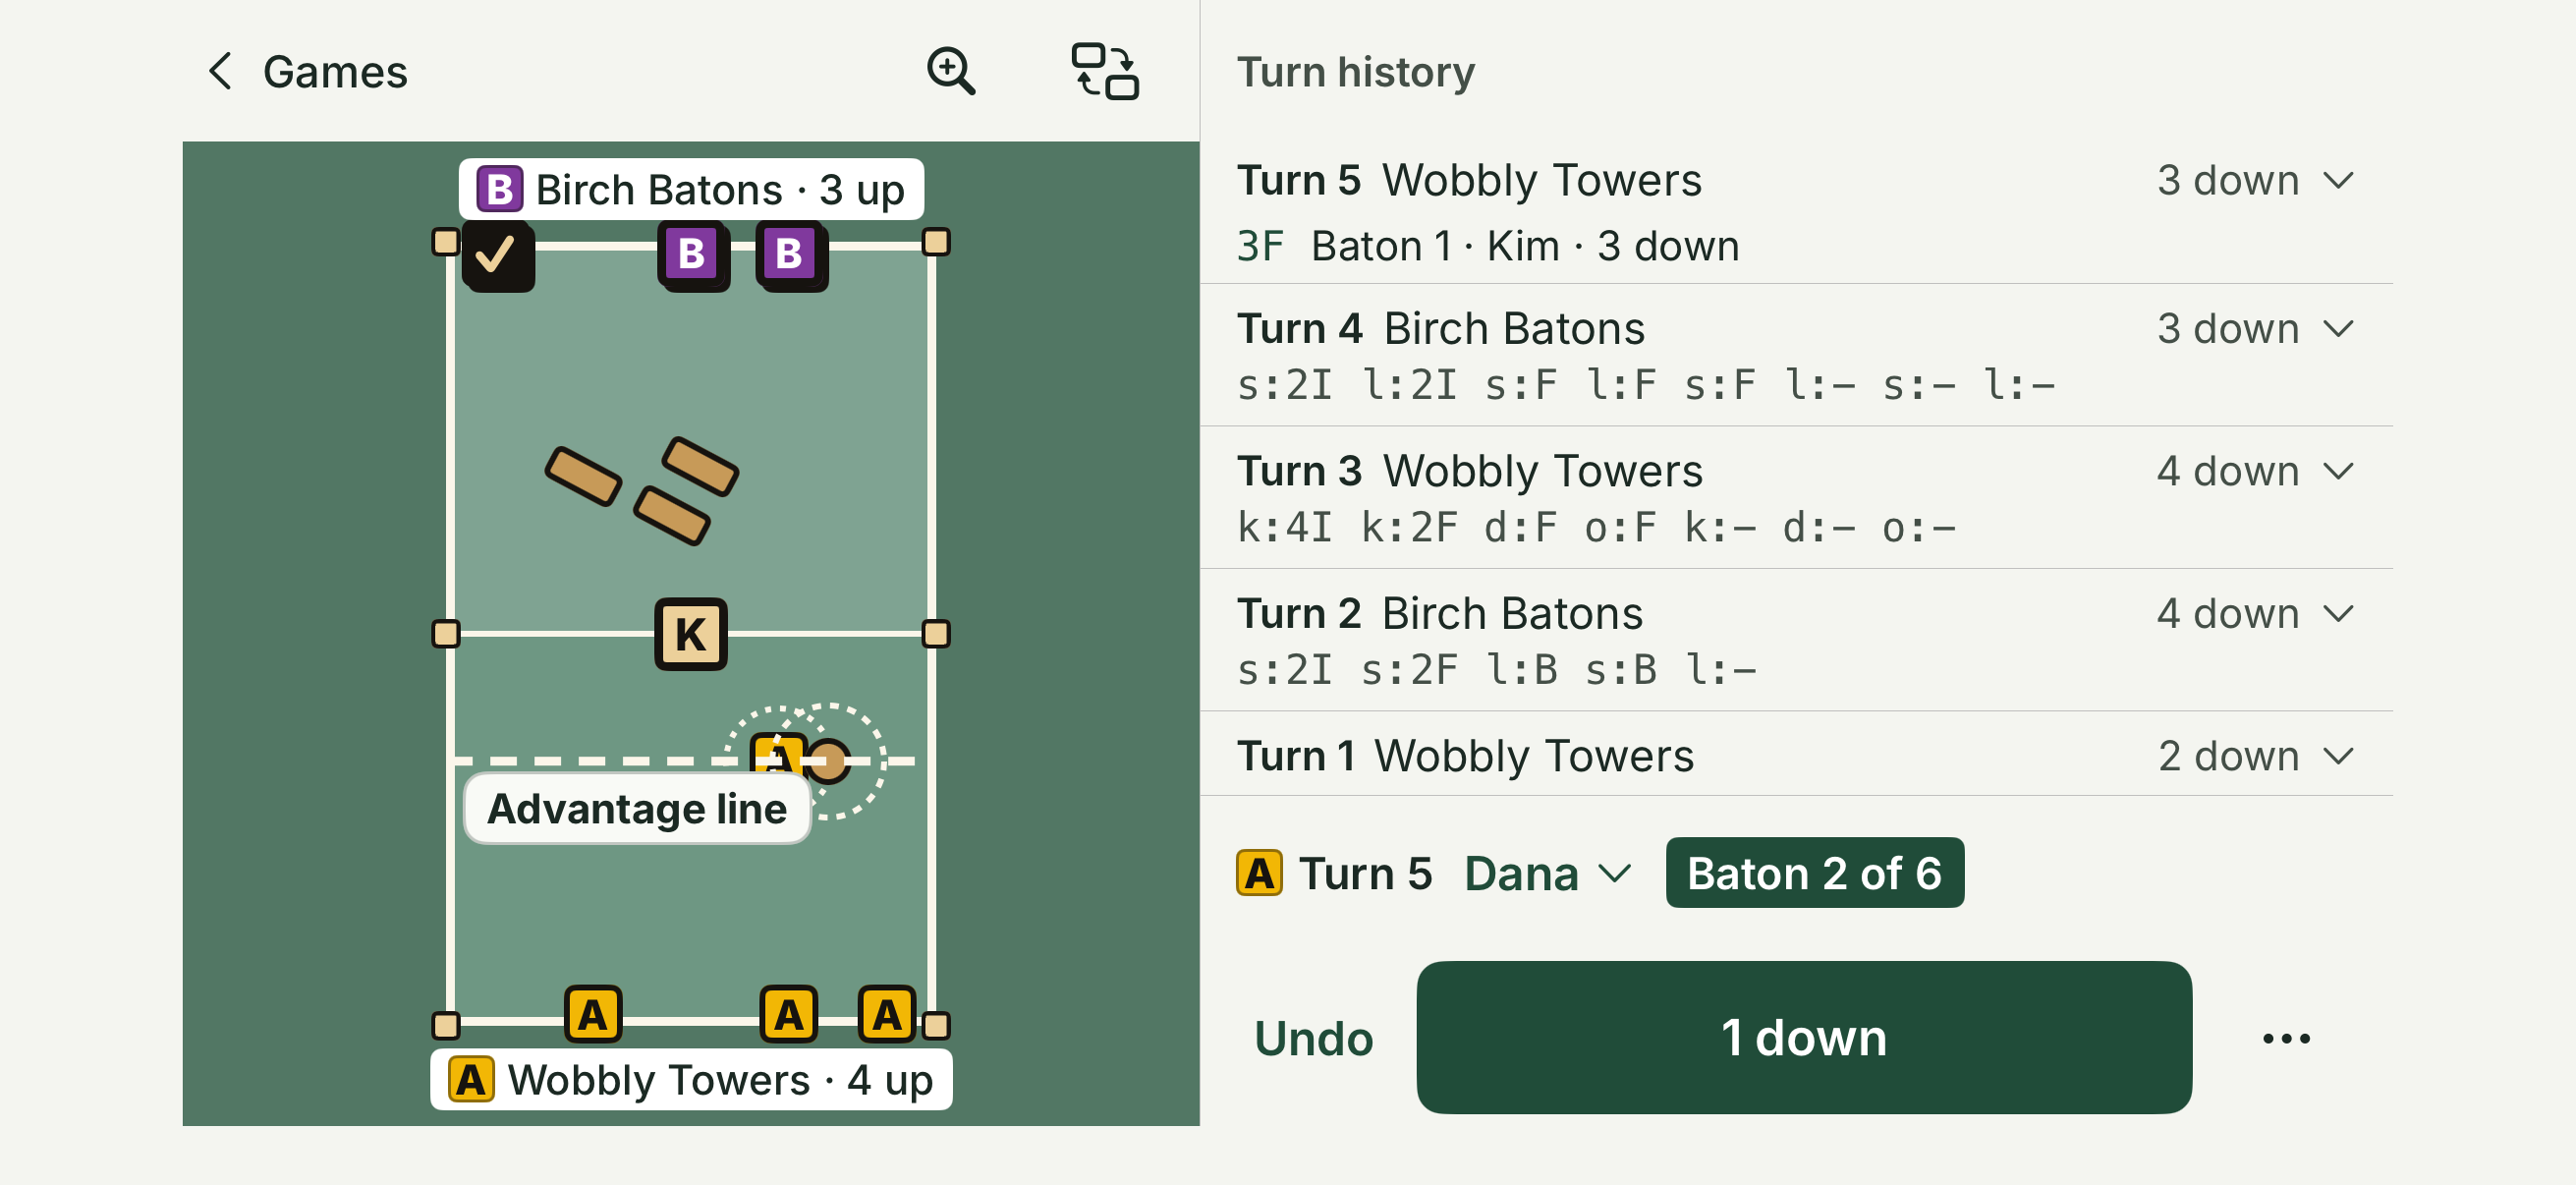 Games
B Birch Batons · 3 up
B B
K
A
Advantage line
A A A
A Wobbly Towers · 4 up
Turn history
Turn 5 Wobbly Towers 3 down
3F Baton 1 · Kim · 3 down
Turn 4 Birch Batons 3 down
s:2I l:2I s:F l:F s:F l:− s:− l:−
Turn 3 Wobbly Towers 4 down
k:4I k:2F d:F o:F k:− d:− o:−
Turn 2 Birch Batons 4 down
s:2I s:2F l:B s:B l:−
Turn 1 Wobbly Towers 2 down
A Turn 5 Dana Baton 2 of 6
Undo 1 down